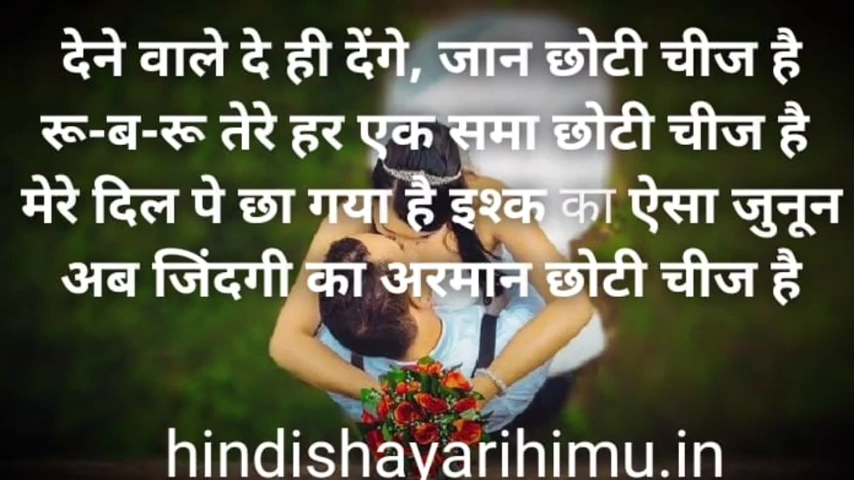 देने वाले दे ही देंगे, जान छोटी चीज है
रू-ब-रू तेरे हर एक समा छोटी चीज है
मेरे दिल पे छा गया है इश्क का ऐसा जुनून
अब जिंदगी का अरमान छोटी चीज है
hindishayarihimu.in